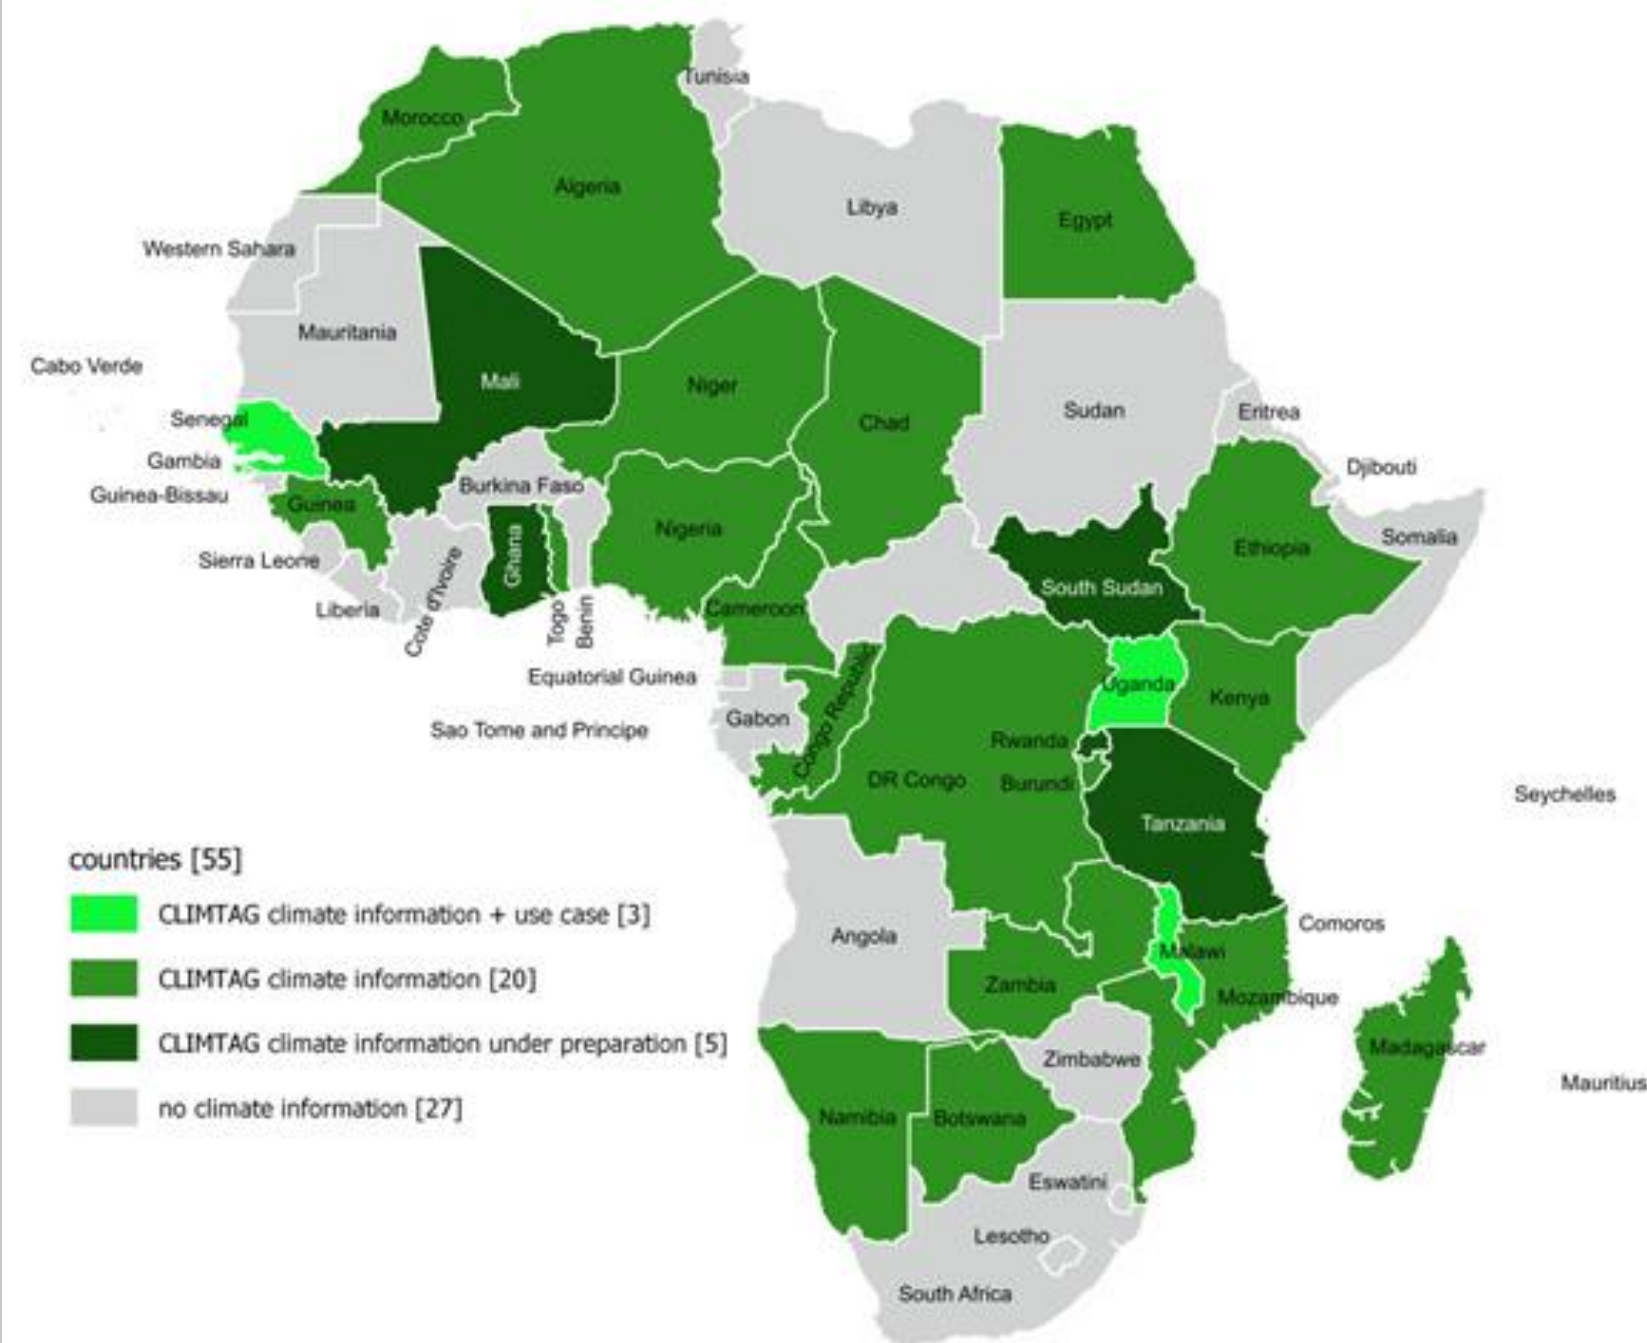 Tunisia
Morocco
Algeria
Libya
Egypt
Western Sahara
Mauritania
Cabo Verde
Mali
Niger
Chad
Sudan
Eritrea
Senegal
Gambia
Djibouti
Guinea-Bissau
Burkina Faso
Guinea
Nigeria
Ghana
Ethiopia
Somalia
Sierra Leone
South Sudan
Liberia
Cote d'Ivoire
Togo
Benin
Cameroon
Equatorial Guinea
Uganda
Kenya
Gabon
Congo Republic
Sao Tome and Principe
Rwanda
DR Congo
Burundi
Seychelles
Tanzania
countries [55]
CLIMTAG climate information + use case [3]
CLIMTAG climate information [20]
CLIMTAG climate information under preparation [5]
no climate information [27]
Comoros
Angola
Malawi
Zambia
Mozambique
Madagascar
Zimbabwe
Mauritius
Namibia
Botswana
Eswatini
Lesotho
South Africa